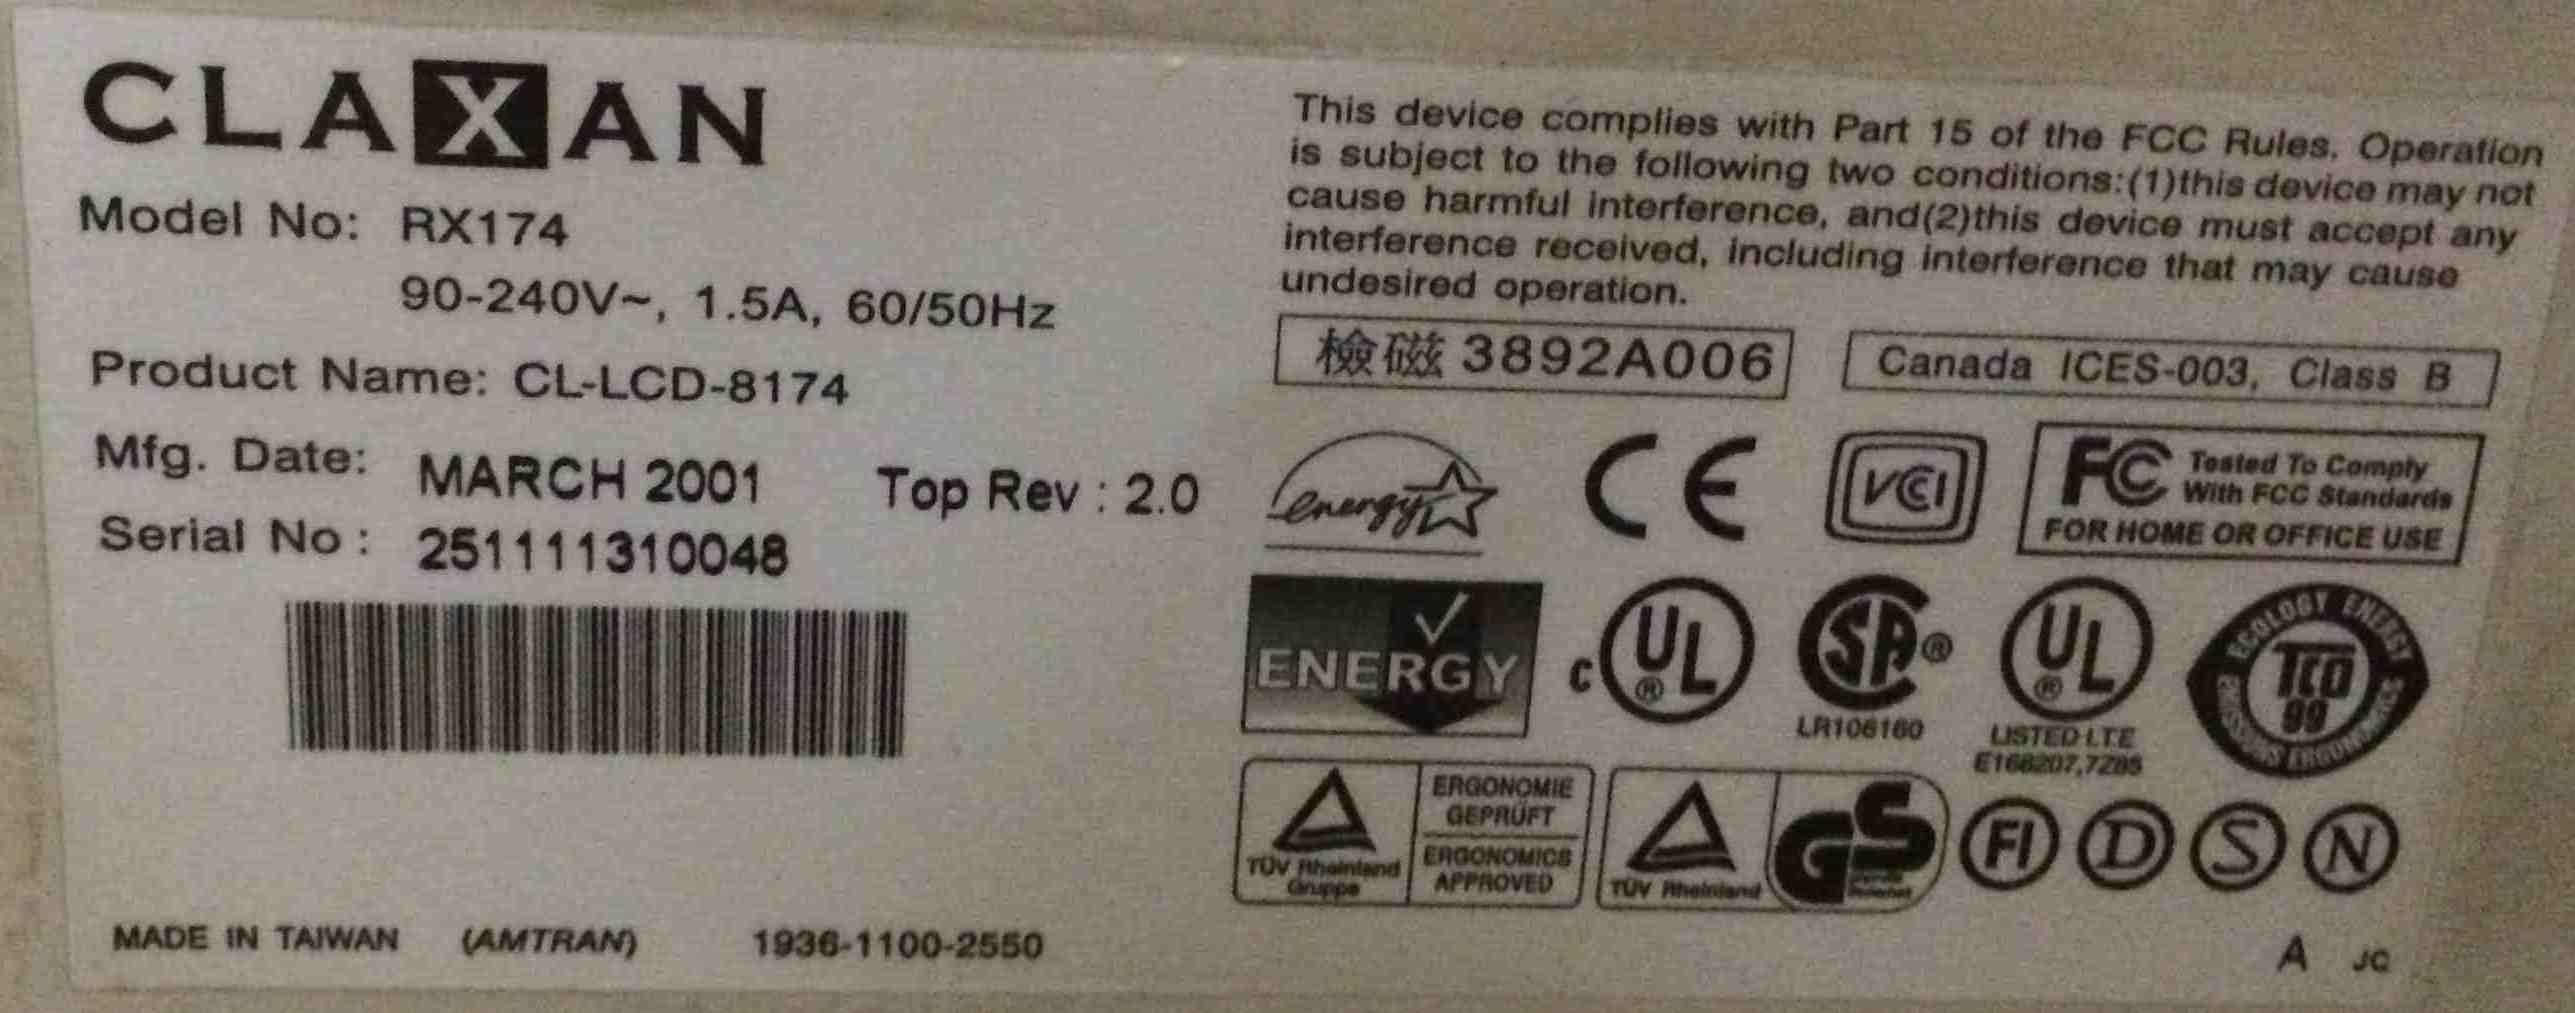 CLAXAN
Model No: RX174
90-240V~, 1.5A, 60/50Hz
Product Name: CL-LCD-8174
Mfg. Date: MARCH 2001 Top Rev : 2.0
Serial No : 251111310048
MADE IN TAIWAN (AMTRAN) 1936-1100-2550
This device complies with Part 15 of the FCC Rules. Operation
is subject to the following two conditions:(1)this device may not
cause harmful interference, and(2)this device must accept any
interference received, including interference that may cause
undesired operation.
檢磁 3892A006
Canada ICES-003, Class B
energy
CE
VCCI
FC Tested To Comply
With FCC Standards
FOR HOME OR OFFICE USE
ENERGY
c UL ®
SA ®
LR106160
UL ®
LISTED I.T.E
E168207,7Z85
ECOLOGY ENERGY
TCO
99
EMISSIONS ERGONOMICS
TÜV Rheinland
Gruppe
ERGONOMIE
GEPRÜFT
ERGONOMICS
APPROVED
TÜV Rheinland
GS
FI D S N
A JC